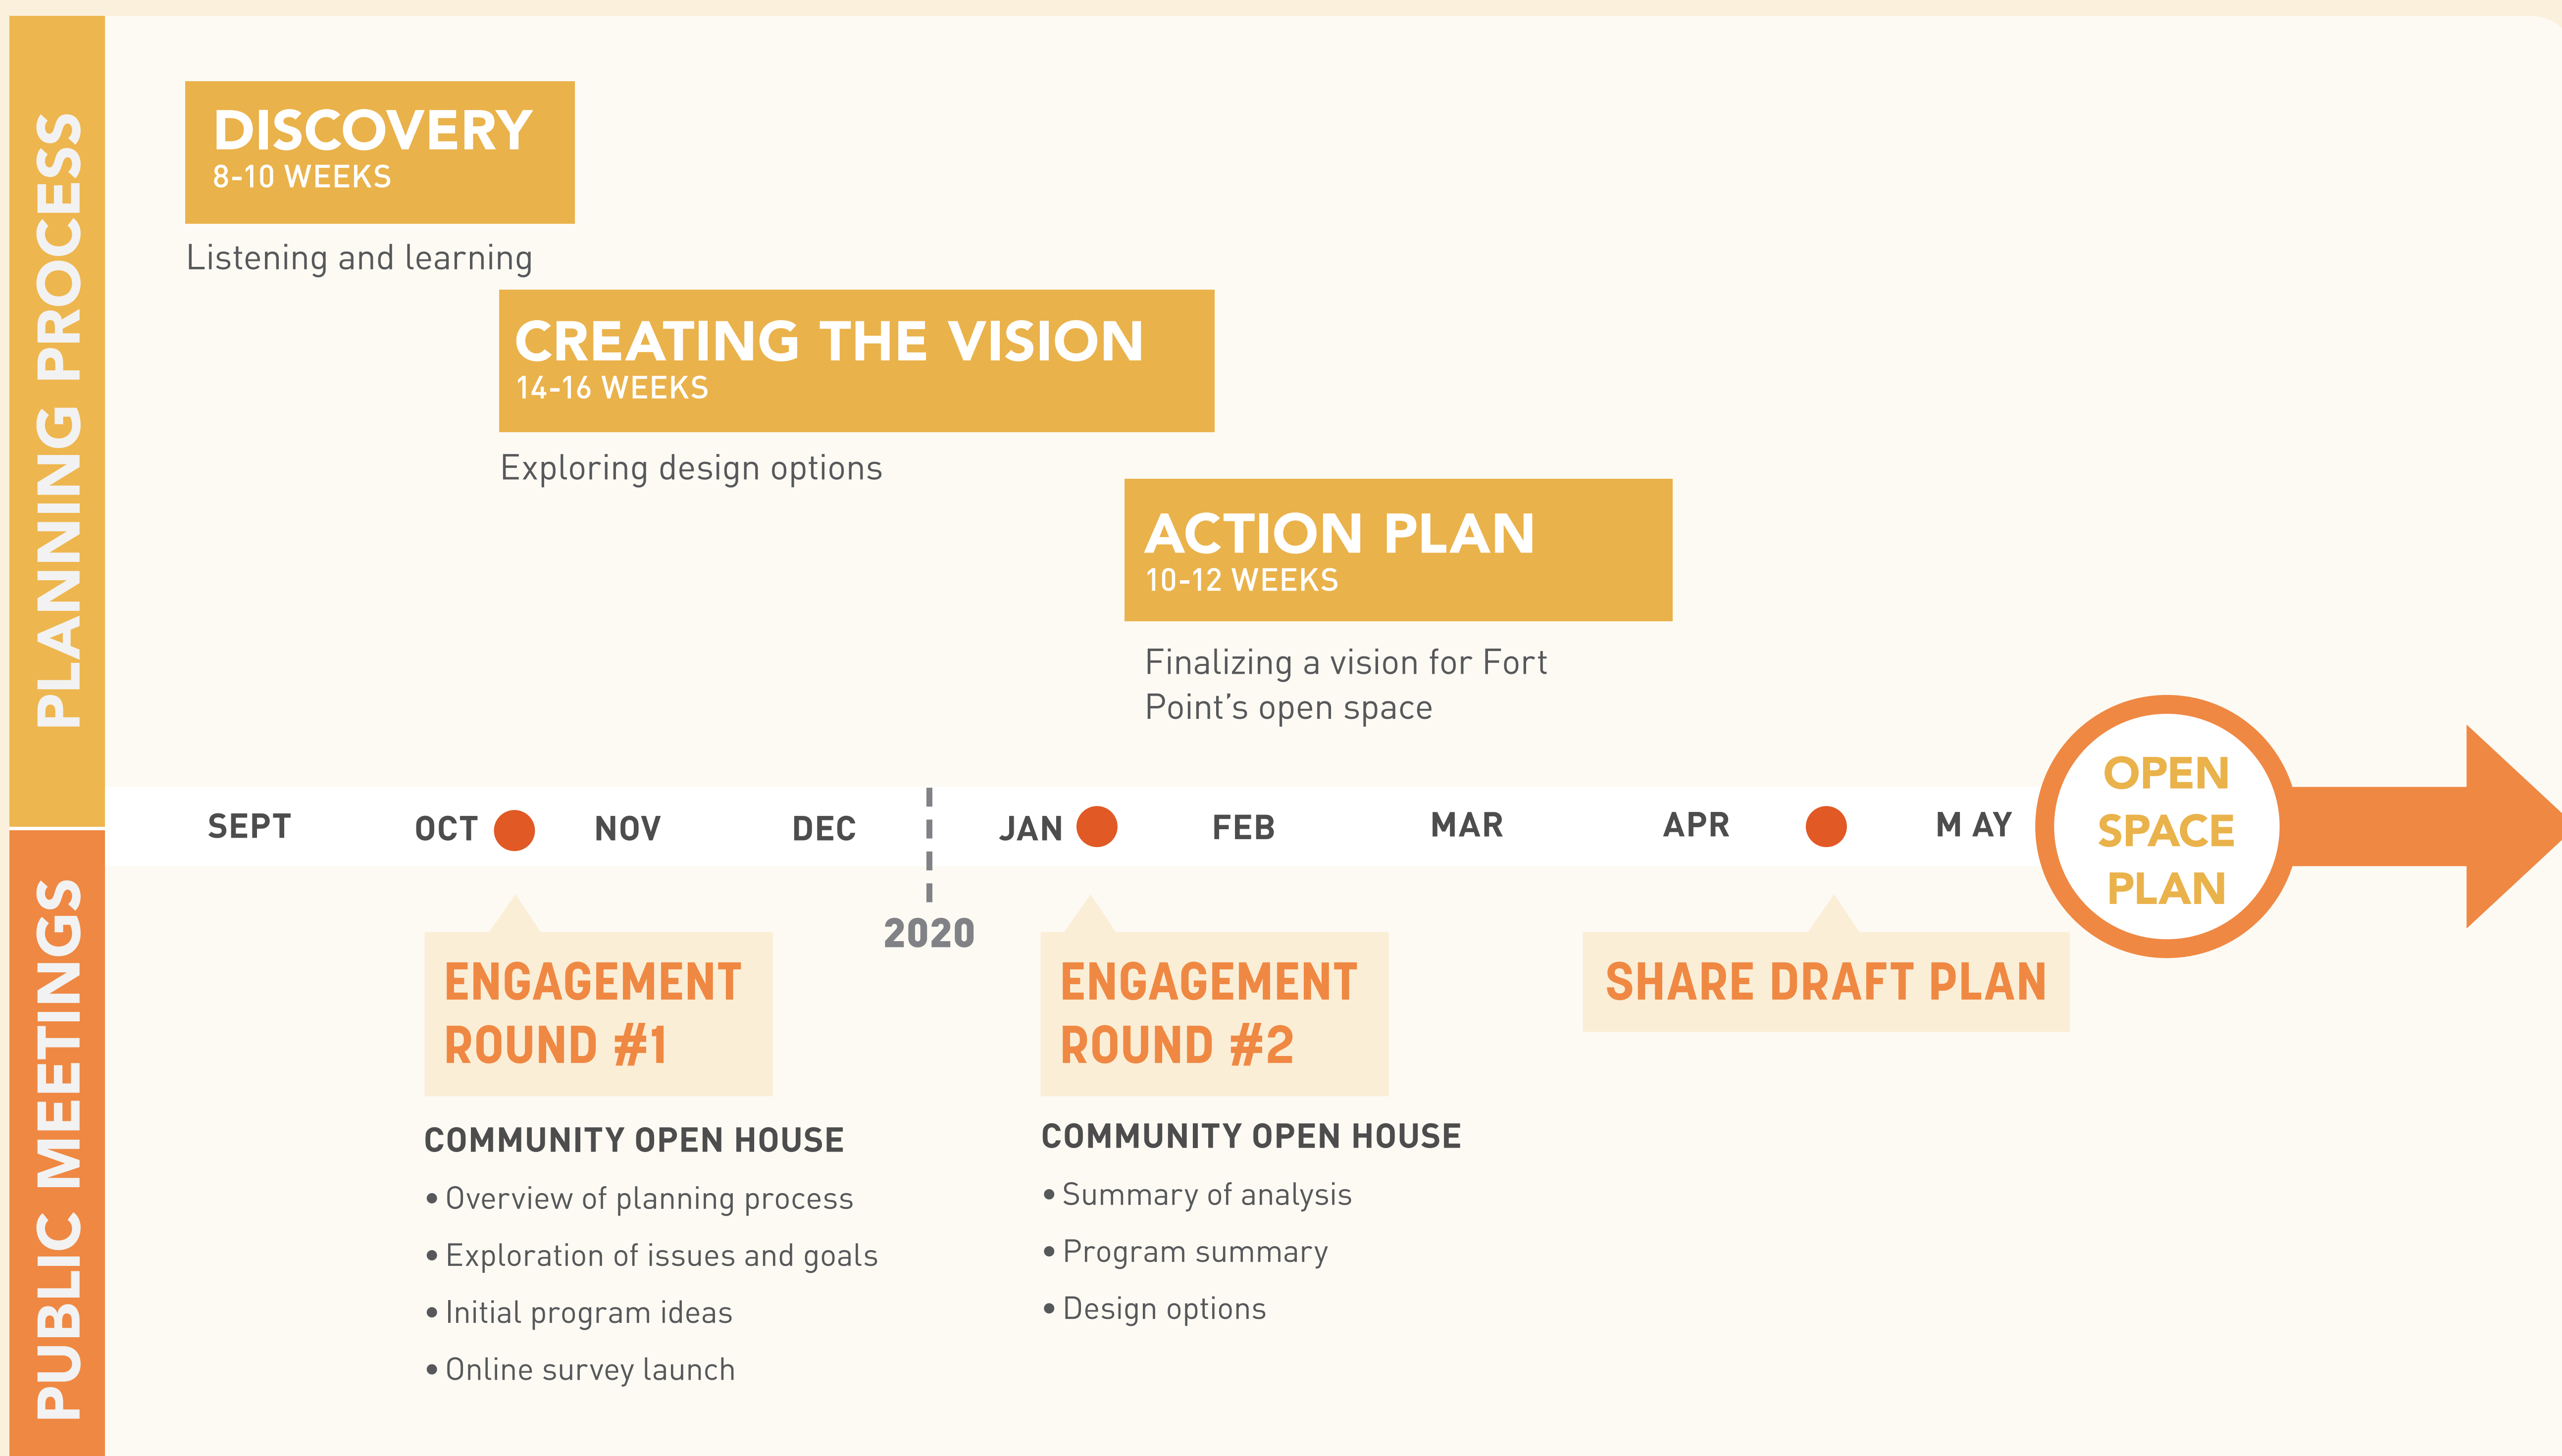 PLANNING PROCESS
DISCOVERY
8-10 WEEKS
Listening and learning
CREATING THE VISION
14-16 WEEKS
Exploring design options
ACTION PLAN
10-12 WEEKS
Finalizing a vision for Fort
Point’s open space
SEPT OCT NOV DEC JAN FEB MAR APR M AY
OPEN
SPACE
PLAN
2020
PUBLIC MEETINGS
ENGAGEMENT
ROUND #1
COMMUNITY OPEN HOUSE
• Overview of planning process
• Exploration of issues and goals
• Initial program ideas
• Online survey launch
ENGAGEMENT
ROUND #2
COMMUNITY OPEN HOUSE
• Summary of analysis
• Program summary
• Design options
SHARE DRAFT PLAN